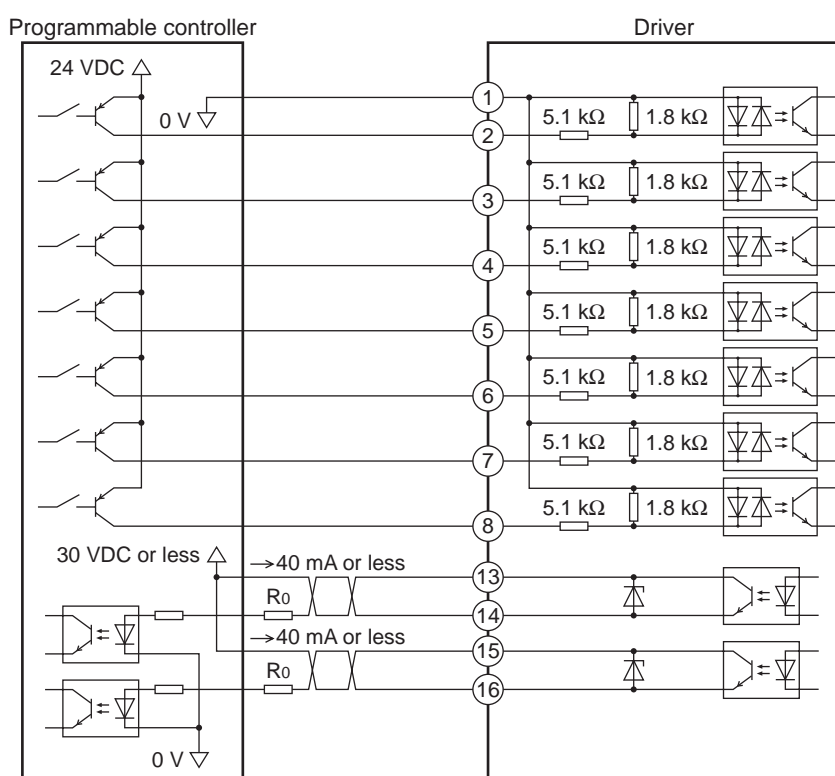 Programmable controller
Driver
24 VDC
0 V
1
5.1 kΩ
1.8 kΩ
2
5.1 kΩ
1.8 kΩ
3
5.1 kΩ
1.8 kΩ
4
5.1 kΩ
1.8 kΩ
5
5.1 kΩ
1.8 kΩ
6
5.1 kΩ
1.8 kΩ
7
5.1 kΩ
1.8 kΩ
8
30 VDC or less
→40 mA or less
13
R0
14
→40 mA or less
15
R0
16
0 V